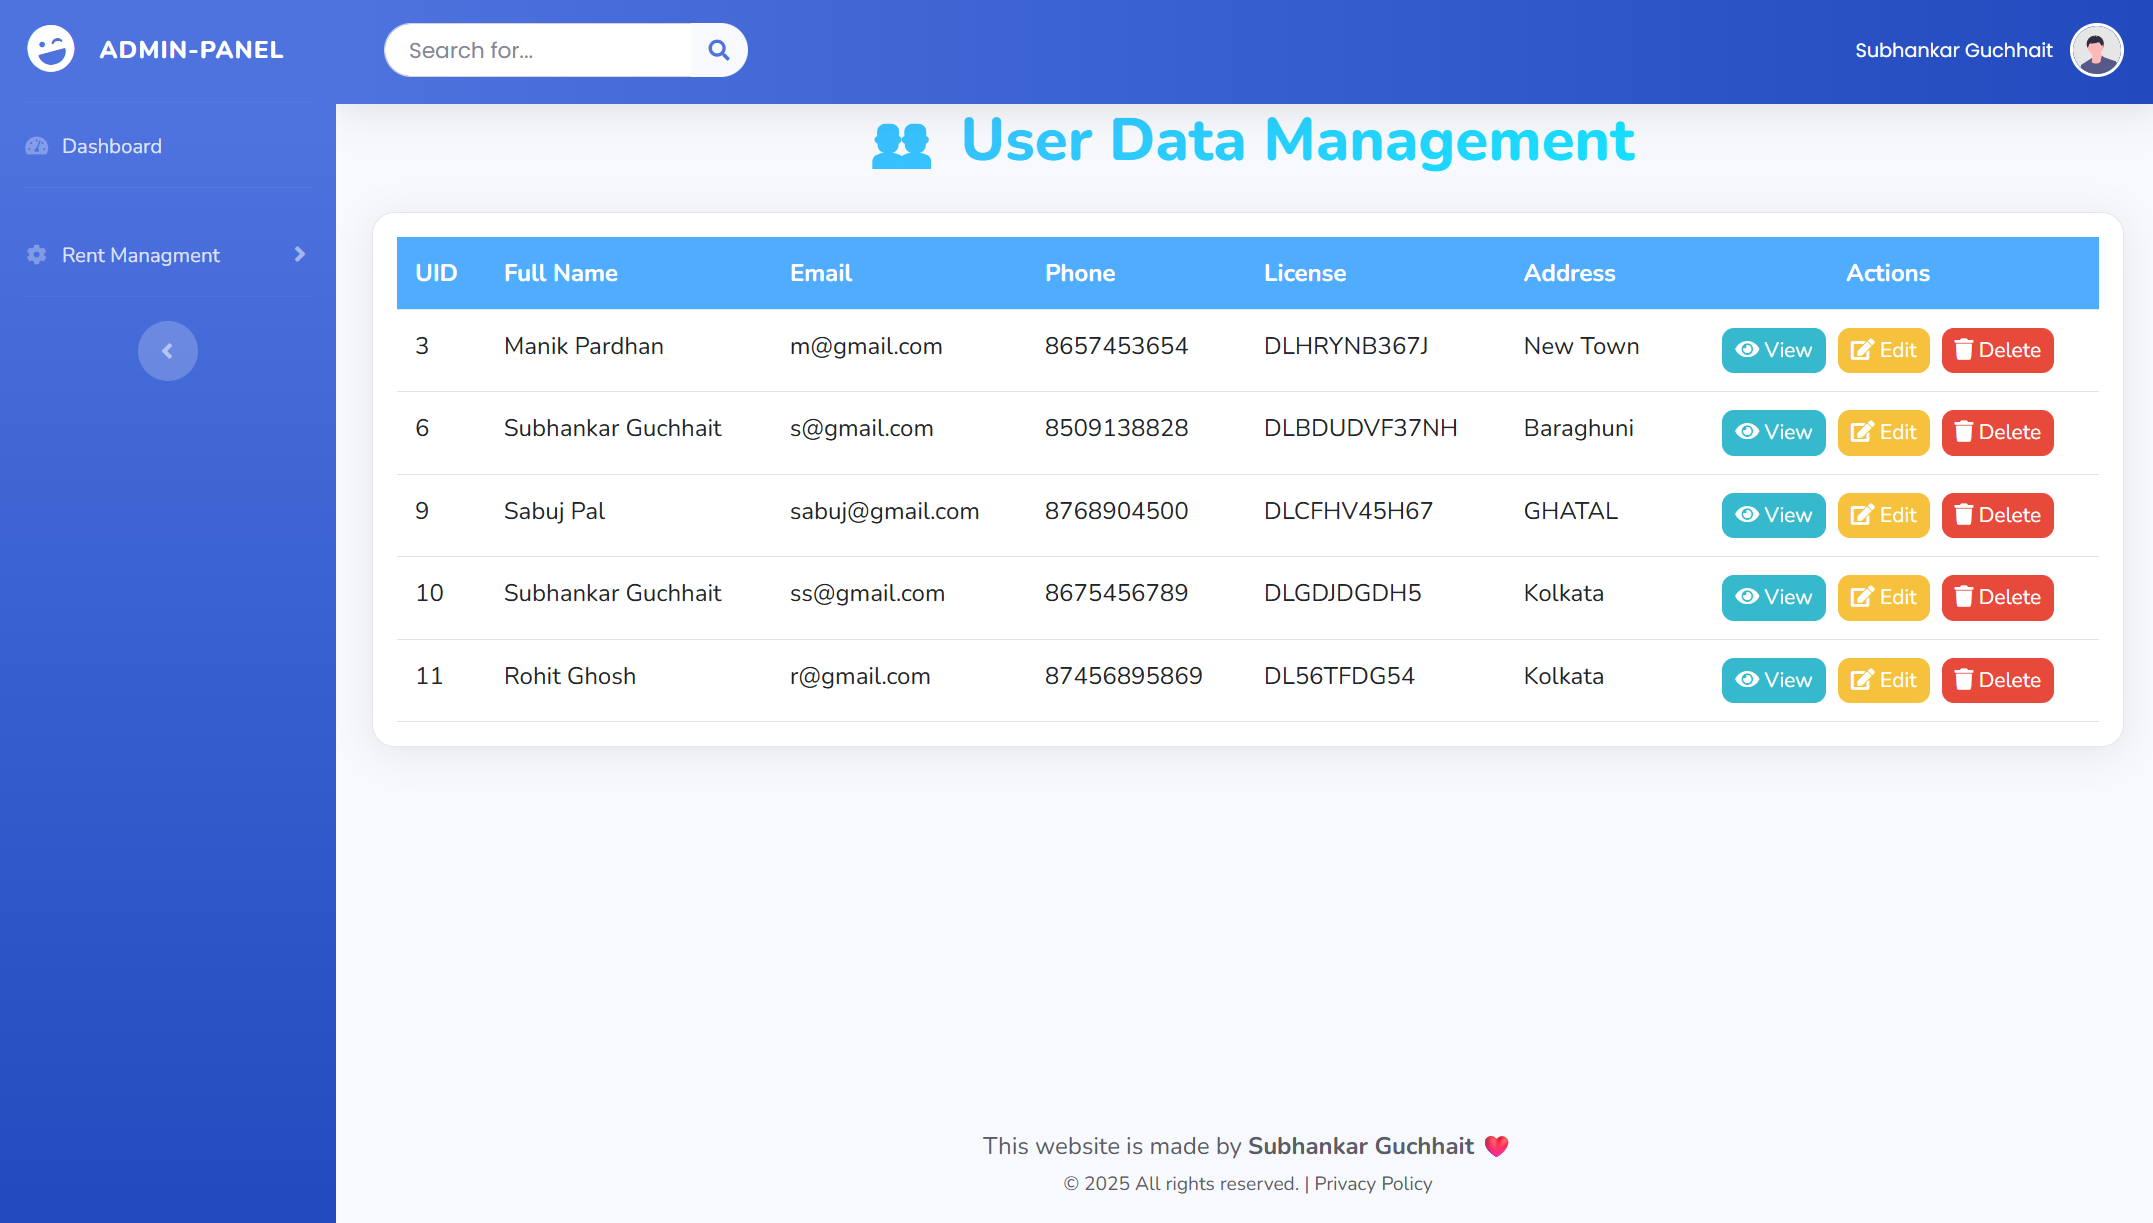 ADMIN-PANEL
Search for...
Subhankar Guchhait
Dashboard
Rent Managment
User Data Management
UID Full Name Email Phone License Address Actions
3 Manik Pardhan m@gmail.com 8657453654 DLHRYNB367J New Town View Edit Delete
6 Subhankar Guchhait s@gmail.com 8509138828 DLBDUDVF37NH Baraghuni View Edit Delete
9 Sabuj Pal sabuj@gmail.com 8768904500 DLCFHV45H67 GHATAL View Edit Delete
10 Subhankar Guchhait ss@gmail.com 8675456789 DLGDJDGDH5 Kolkata View Edit Delete
11 Rohit Ghosh r@gmail.com 87456895869 DL56TFDG54 Kolkata View Edit Delete
This website is made by Subhankar Guchhait
© 2025 All rights reserved. | Privacy Policy